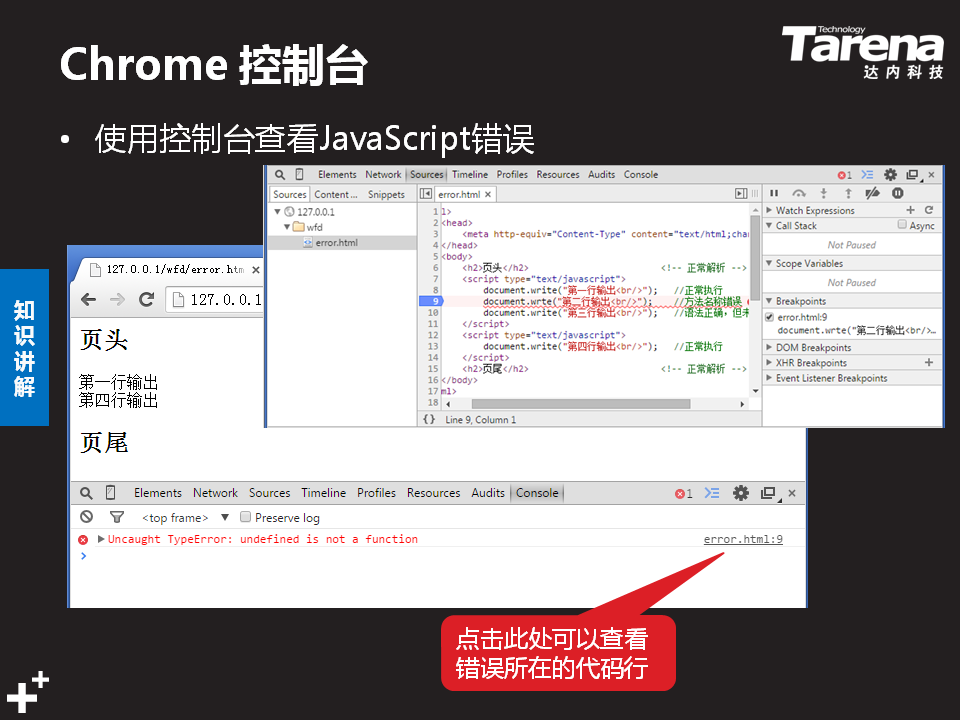 Chrome 控制台
Technology
Tarena
达内科技
• 使用控制台查看JavaScript错误
知识讲解
Elements Network Sources Timeline Profiles Resources Audits Console 1
Sources Content ... Snippets error.html ×
127.0.0.1
wfd
error.html
1 l>
2 <head>
3 <meta http-equiv="Content-Type" content="text/html;cha
4 </head>
5 <body>
6 <h2>页头</h2> <!-- 正常解析 -->
7 <script type="text/javascript">
8 document.write("第一行输出<br/>"); //正常执行
9 document.wrte("第二行输出<br/>"); //方法名称错误
10 document.write("第三行输出<br/>"); //语法正确，但未
11 </script>
12 <script type="text/javascript">
13 document.write("第四行输出<br/>"); //正常执行
14 </script>
15 <h2>页尾</h2> <!-- 正常解析 -->
16 </body>
17 ml>
18
{} Line 9, Column 1
Watch Expressions
Call Stack Async
Not Paused
Scope Variables
Not Paused
Breakpoints
error.html:9
document.wrte("第二行输出<br/>...
DOM Breakpoints
XHR Breakpoints
Event Listener Breakpoints
127.0.0.1/wfd/error.htm ×
127.0.0.1
页头
第一行输出
第四行输出
页尾
Elements Network Sources Timeline Profiles Resources Audits Console 1
<top frame> Preserve log
Uncaught TypeError: undefined is not a function error.html:9
点击此处可以查看
错误所在的代码行